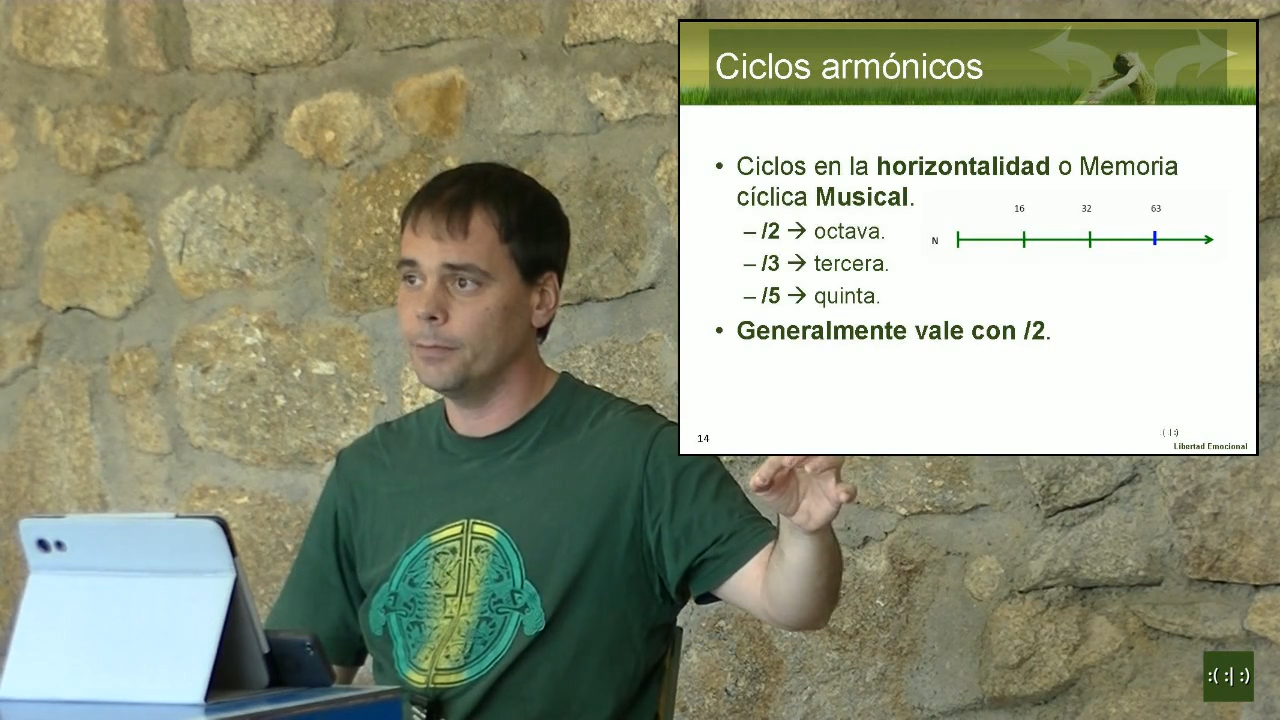 Ciclos armónicos
• Ciclos en la horizontalidad o Memoria
cíclica Musical.
– /2 → octava.
– /3 → tercera.
– /5 → quinta.
• Generalmente vale con /2.
16 32 63
N
14
:( :| :)
Libertad Emocional
:( :| :)